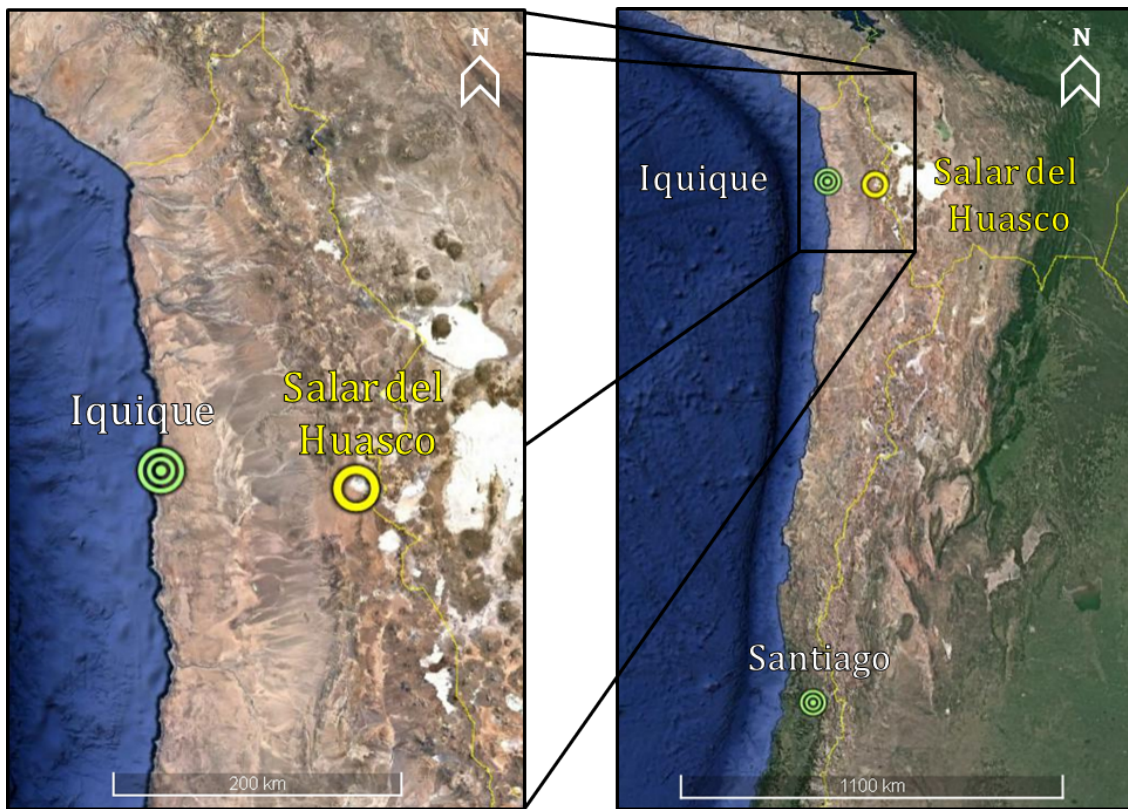 N
Salar del
Huasco
Iquique
200 km
N
Iquique
Salar del
Huasco
Santiago
1100 km